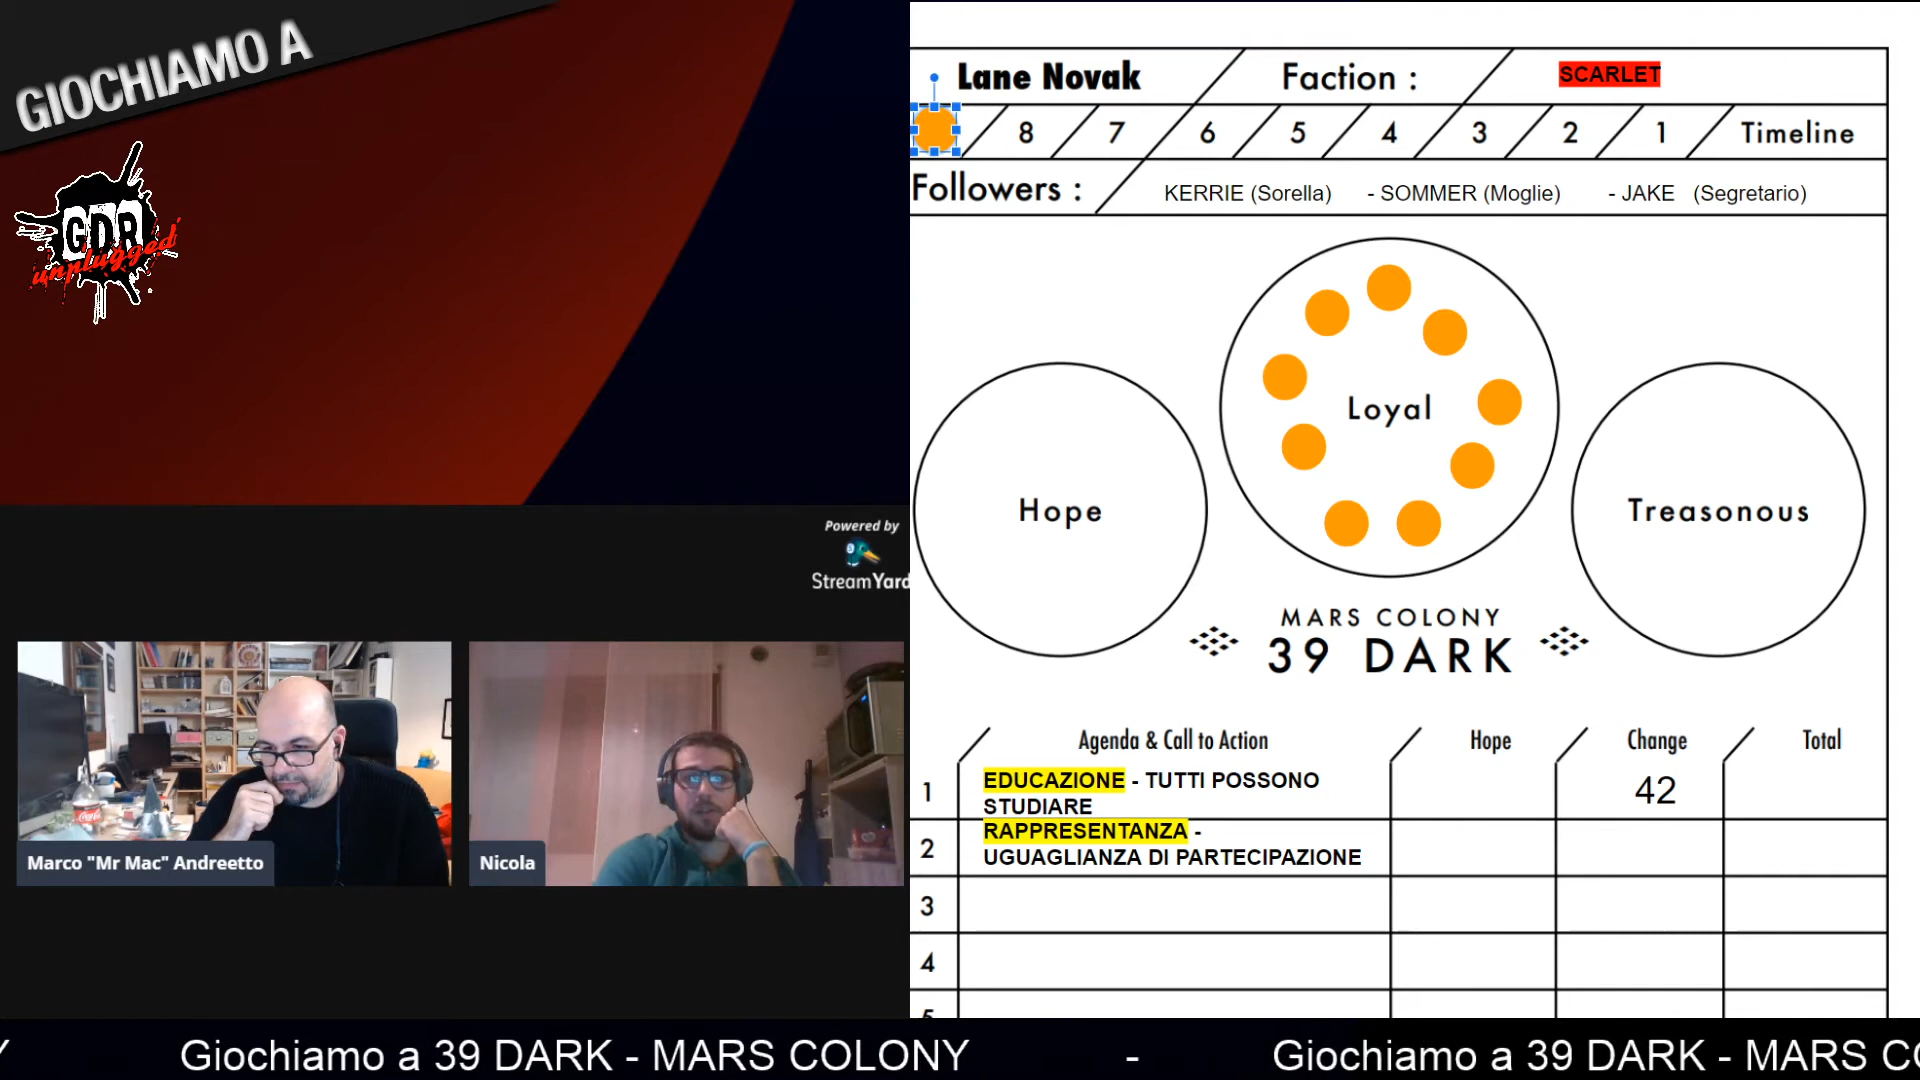 GIOCHIAMO A
GDR
unplugged
Powered by
StreamYard
Marco "Mr Mac" Andreetto
Nicola
Lane Novak
Faction :
SCARLET
8 7 6 5 4 3 2 1 Timeline
Followers :
KERRIE (Sorella) - SOMMER (Moglie) - JAKE (Segretario)
Loyal
Hope
Treasonous
MARS COLONY
39 DARK
Agenda & Call to Action Hope Change Total
1 EDUCAZIONE - TUTTI POSSONO
STUDIARE
42
2 RAPPRESENTANZA -
UGUAGLIANZA DI PARTECIPAZIONE
3
4
Giochiamo a 39 DARK - MARS COLONY - Giochiamo a 39 DARK - MARS CO